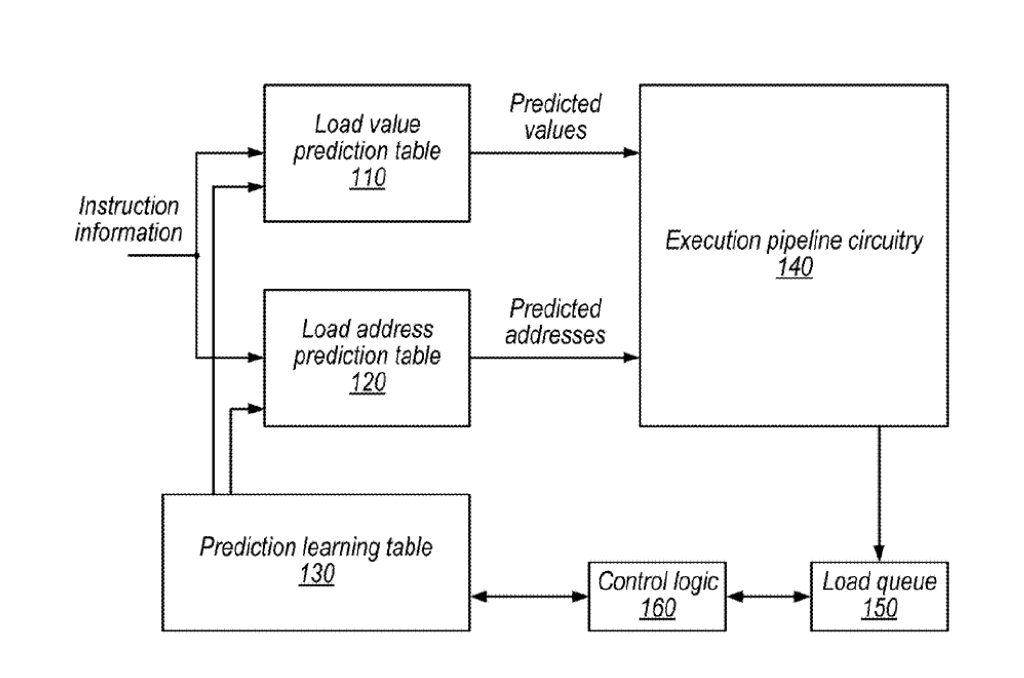 Load value
prediction table
110
Predicted
values
Instruction
information
Execution pipeline circuitry
140
Load address
prediction table
120
Predicted
addresses
Prediction learning table
130
Control logic
160
Load queue
150